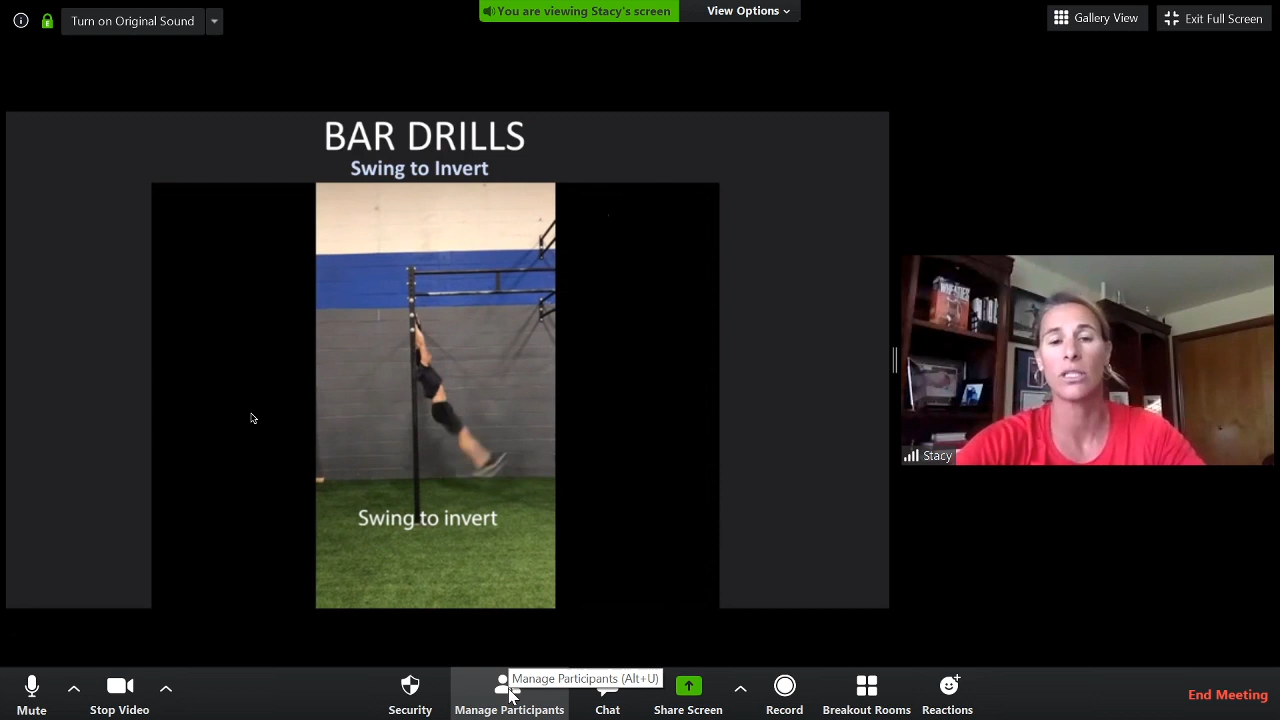 Turn on Original Sound
You are viewing Stacy's screen
View Options
Gallery View
Exit Full Screen
BAR DRILLS
Swing to Invert
Swing to invert
WHEATIES
Stacy
Manage Participants (Alt+U)
Mute
Stop Video
Security
Manage Participants
Chat
Share Screen
Record
Breakout Rooms
Reactions
End Meeting